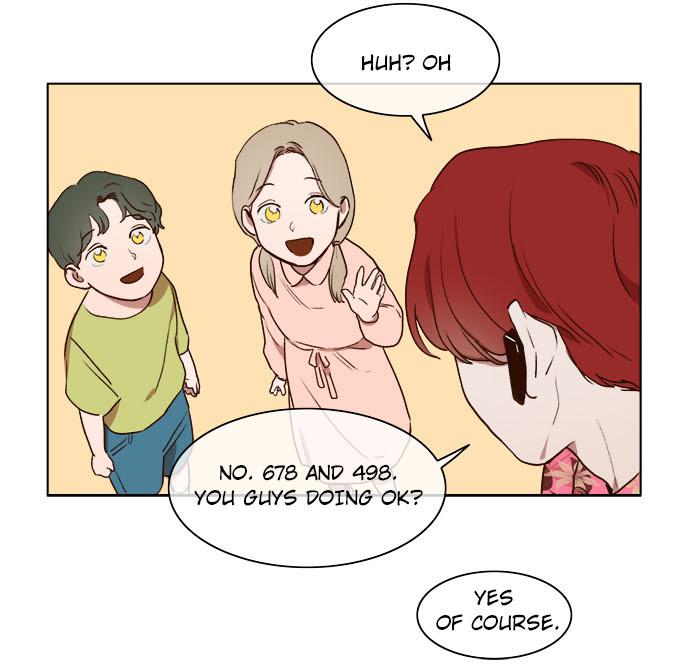 HUH? OH
NO. 678 AND 498.
YOU GUYS DOING OK?
YES
OF COURSE.